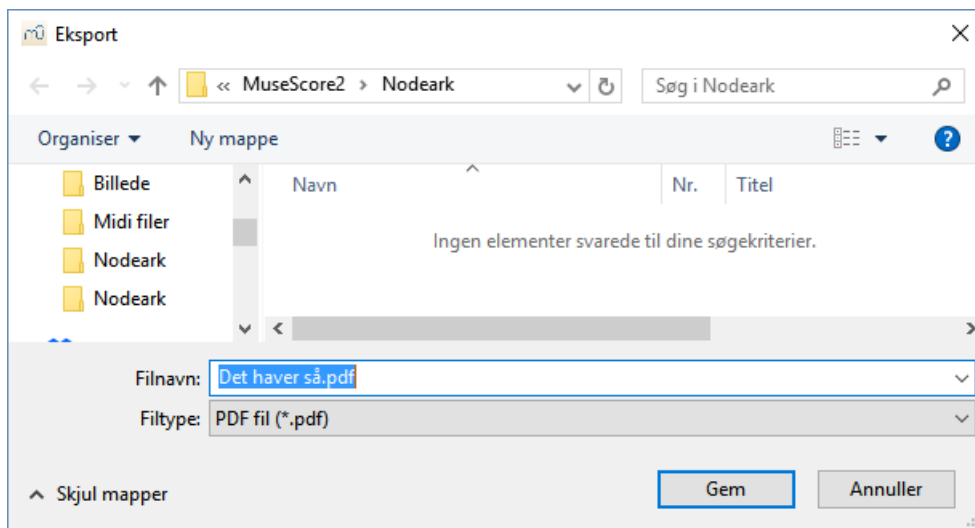 Eksport
« MuseScore2 > Nodeark Søg i Nodeark
Organiser Ny mappe
Billede
Midi filer
Nodeark
Nodeark
Navn Nr. Titel
Ingen elementer svarede til dine søgekriterier.
Filnavn: Det haver så.pdf
Filtype: PDF fil (*.pdf)
Skjul mapper Gem Annuller